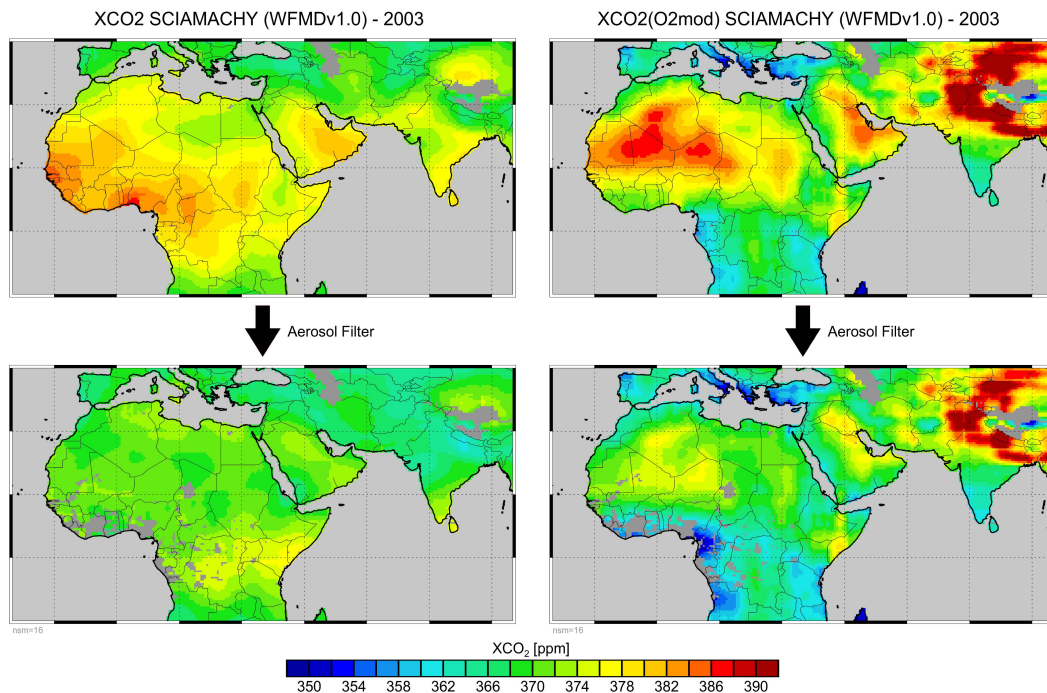 XCO2 SCIAMACHY (WFMDv1.0) - 2003
XCO2(O2mod) SCIAMACHY (WFMDv1.0) - 2003
Aerosol Filter
Aerosol Filter
nsm=16
nsm=16
XCO₂ [ppm]
350 354 358 362 366 370 374 378 382 386 390